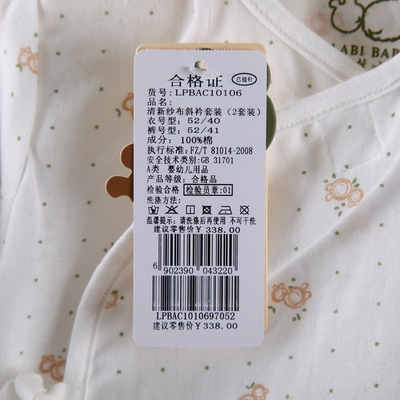 LABI BABY
合格证
已检针
货号:LPBAC10106
品名:
清新纱布斜衿套装（2套装）
衣号型:52/40
裤号型:52/41
成分: 100%棉
执行标准:FZ/T 81014-2008
安全技术类别:GB 31701
A类 婴幼儿用品
产品等级: 合格品
检验合格 检验员章:01
洗涤方法:
温馨提示:请洗涤后再使用 不可干洗
建议零售价￥338.00
6 902390 043220
LPBAC1010697052
建议零售价￥338.00